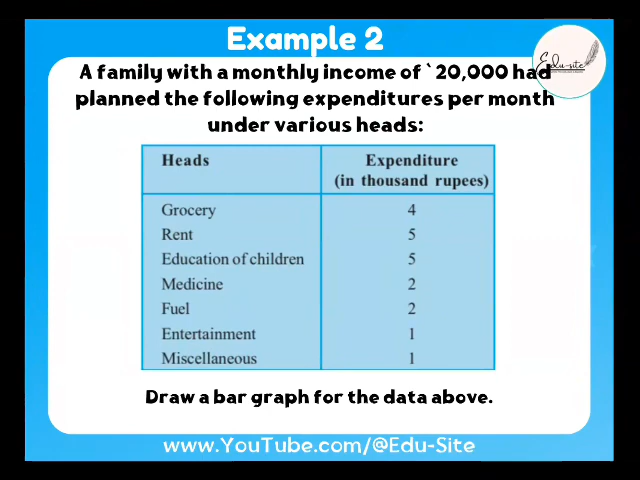 Example 2
Edu-site
A family with a monthly income of ` 20,000 had
planned the following expenditures per month
under various heads:
Heads Expenditure
(in thousand rupees)
Grocery 4
Rent 5
Education of children 5
Medicine 2
Fuel 2
Entertainment 1
Miscellaneous 1
Draw a bar graph for the data above.
www.YouTube.com/@Edu-Site